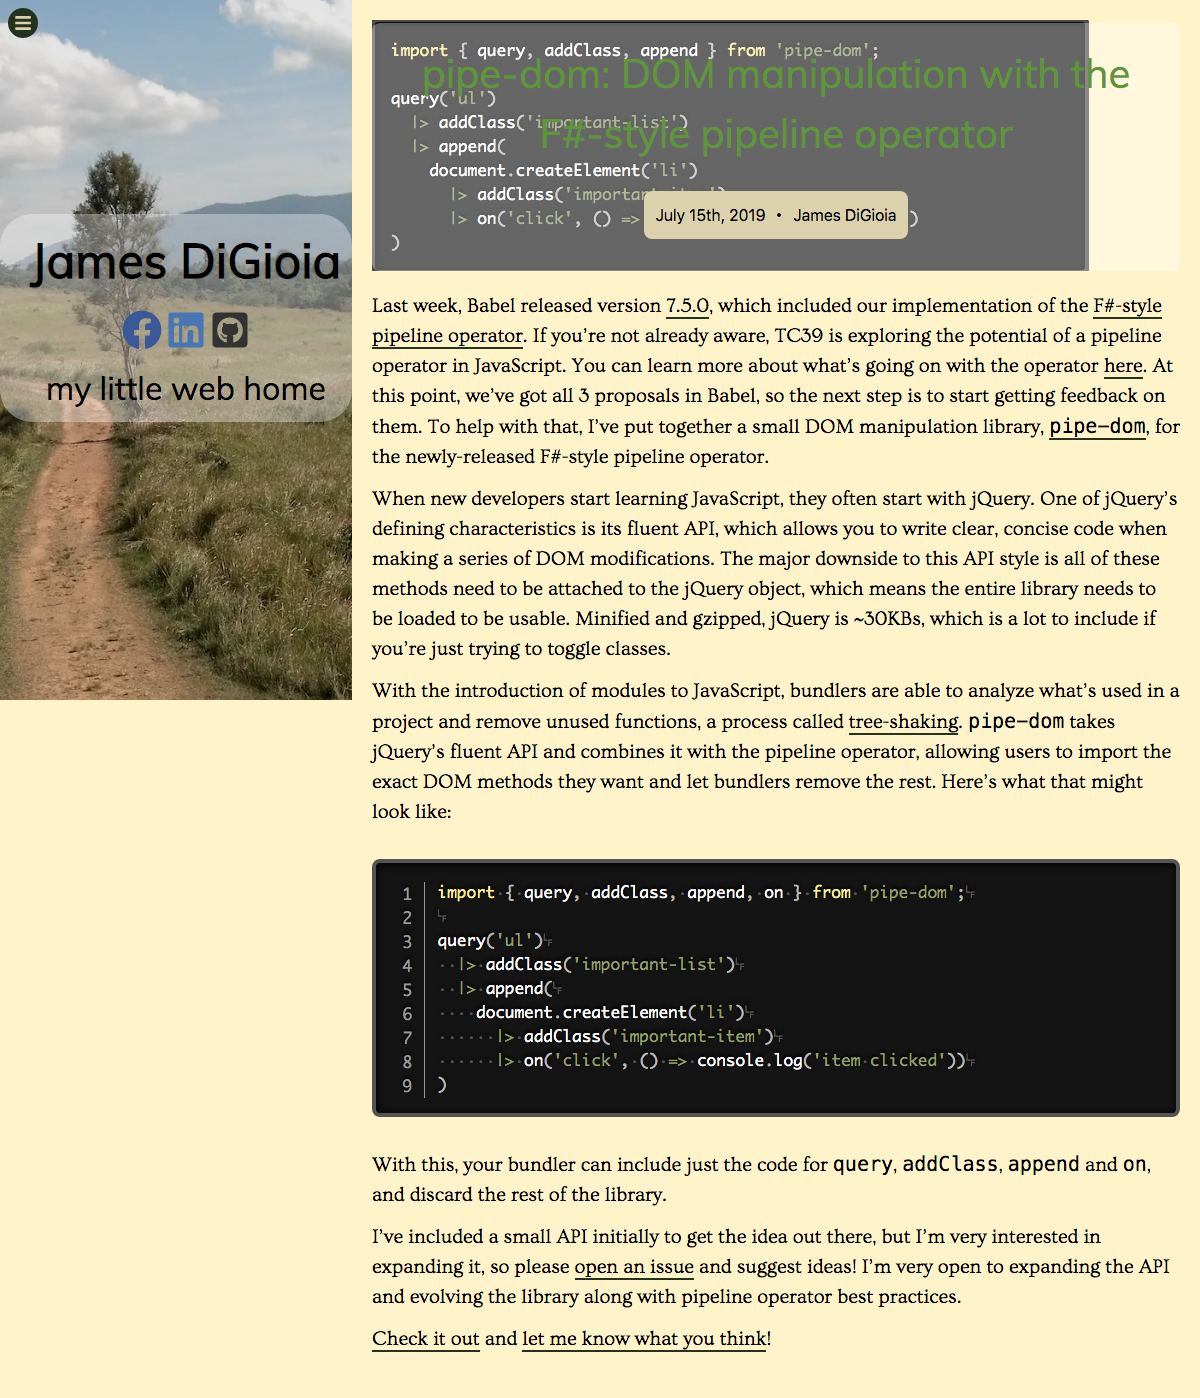 James DiGioia
my little web home
import { query, addClass, append } from 'pipe-dom';
pipe-dom: DOM manipulation with the
F#-style pipeline operator
query('ul')
|> addClass('important-list')
|> append(
document.createElement('li')
|> addClass('important-item')
|> on('click', () =>
)
)
July 15th, 2019 • James DiGioia
Last week, Babel released version 7.5.0, which included our implementation of the F#-style
pipeline operator. If you’re not already aware, TC39 is exploring the potential of a pipeline
operator in JavaScript. You can learn more about what’s going on with the operator here. At
this point, we’ve got all 3 proposals in Babel, so the next step is to start getting feedback on
them. To help with that, I’ve put together a small DOM manipulation library, pipe-dom, for
the newly-released F#-style pipeline operator.
When new developers start learning JavaScript, they often start with jQuery. One of jQuery’s
defining characteristics is its fluent API, which allows you to write clear, concise code when
making a series of DOM modifications. The major downside to this API style is all of these
methods need to be attached to the jQuery object, which means the entire library needs to
be loaded to be usable. Minified and gzipped, jQuery is ~30KBs, which is a lot to include if
you’re just trying to toggle classes.
With the introduction of modules to JavaScript, bundlers are able to analyze what’s used in a
project and remove unused functions, a process called tree-shaking. pipe-dom takes
jQuery’s fluent API and combines it with the pipeline operator, allowing users to import the
exact DOM methods they want and let bundlers remove the rest. Here’s what that might
look like:
1 import { query, addClass, append, on } from 'pipe-dom';
2
3 query('ul')
4 |> addClass('important-list')
5 |> append(
6 document.createElement('li')
7 |> addClass('important-item')
8 |> on('click', () => console.log('item clicked'))
9 )
With this, your bundler can include just the code for query, addClass, append and on,
and discard the rest of the library.
I’ve included a small API initially to get the idea out there, but I’m very interested in
expanding it, so please open an issue and suggest ideas! I’m very open to expanding the API
and evolving the library along with pipeline operator best practices.
Check it out and let me know what you think!